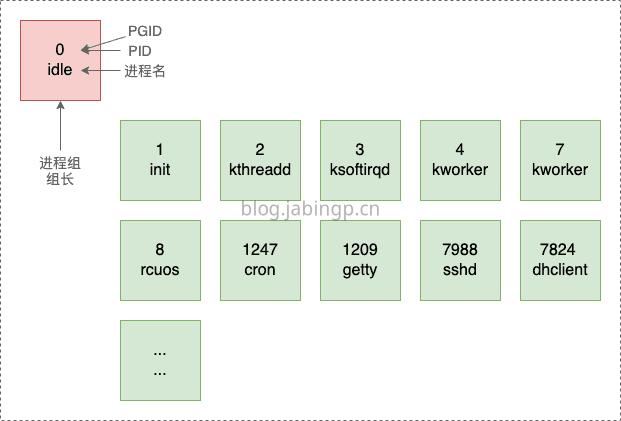 PGID
0
PID
idle
进程名
进程组
组长
1
init
2
kthreadd
3
ksoftirqd
4
kworker
7
kworker
blog.jabingp.cn
8
rcuos
1247
cron
1209
getty
7988
sshd
7824
dhclient
...
...